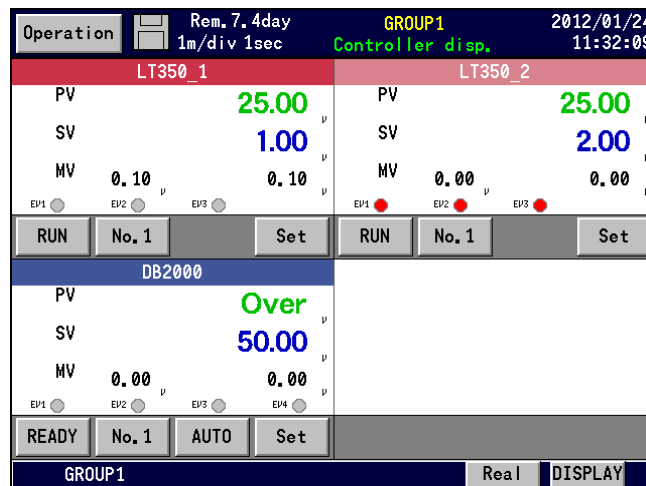 Operation
Rem.7.4day
1m/div 1sec
GROUP1
Controller disp.
2012/01/24
11:32:09
LT350_1
PV 25.00 μ
SV 1.00 μ
MV 0.10 μ 0.10 μ
EV1 EV2 EV3
RUN No.1 Set
LT350_2
PV 25.00
SV 2.00
MV 0.00 μ 0.00
EV1 EV2 EV3
RUN No.1 Set
DB2000
PV Over μ
SV 50.00 μ
MV 0.00 μ 0.00 μ
EV1 EV2 EV3 EV4
READY No.1 AUTO Set
GROUP1 Real DISPLAY